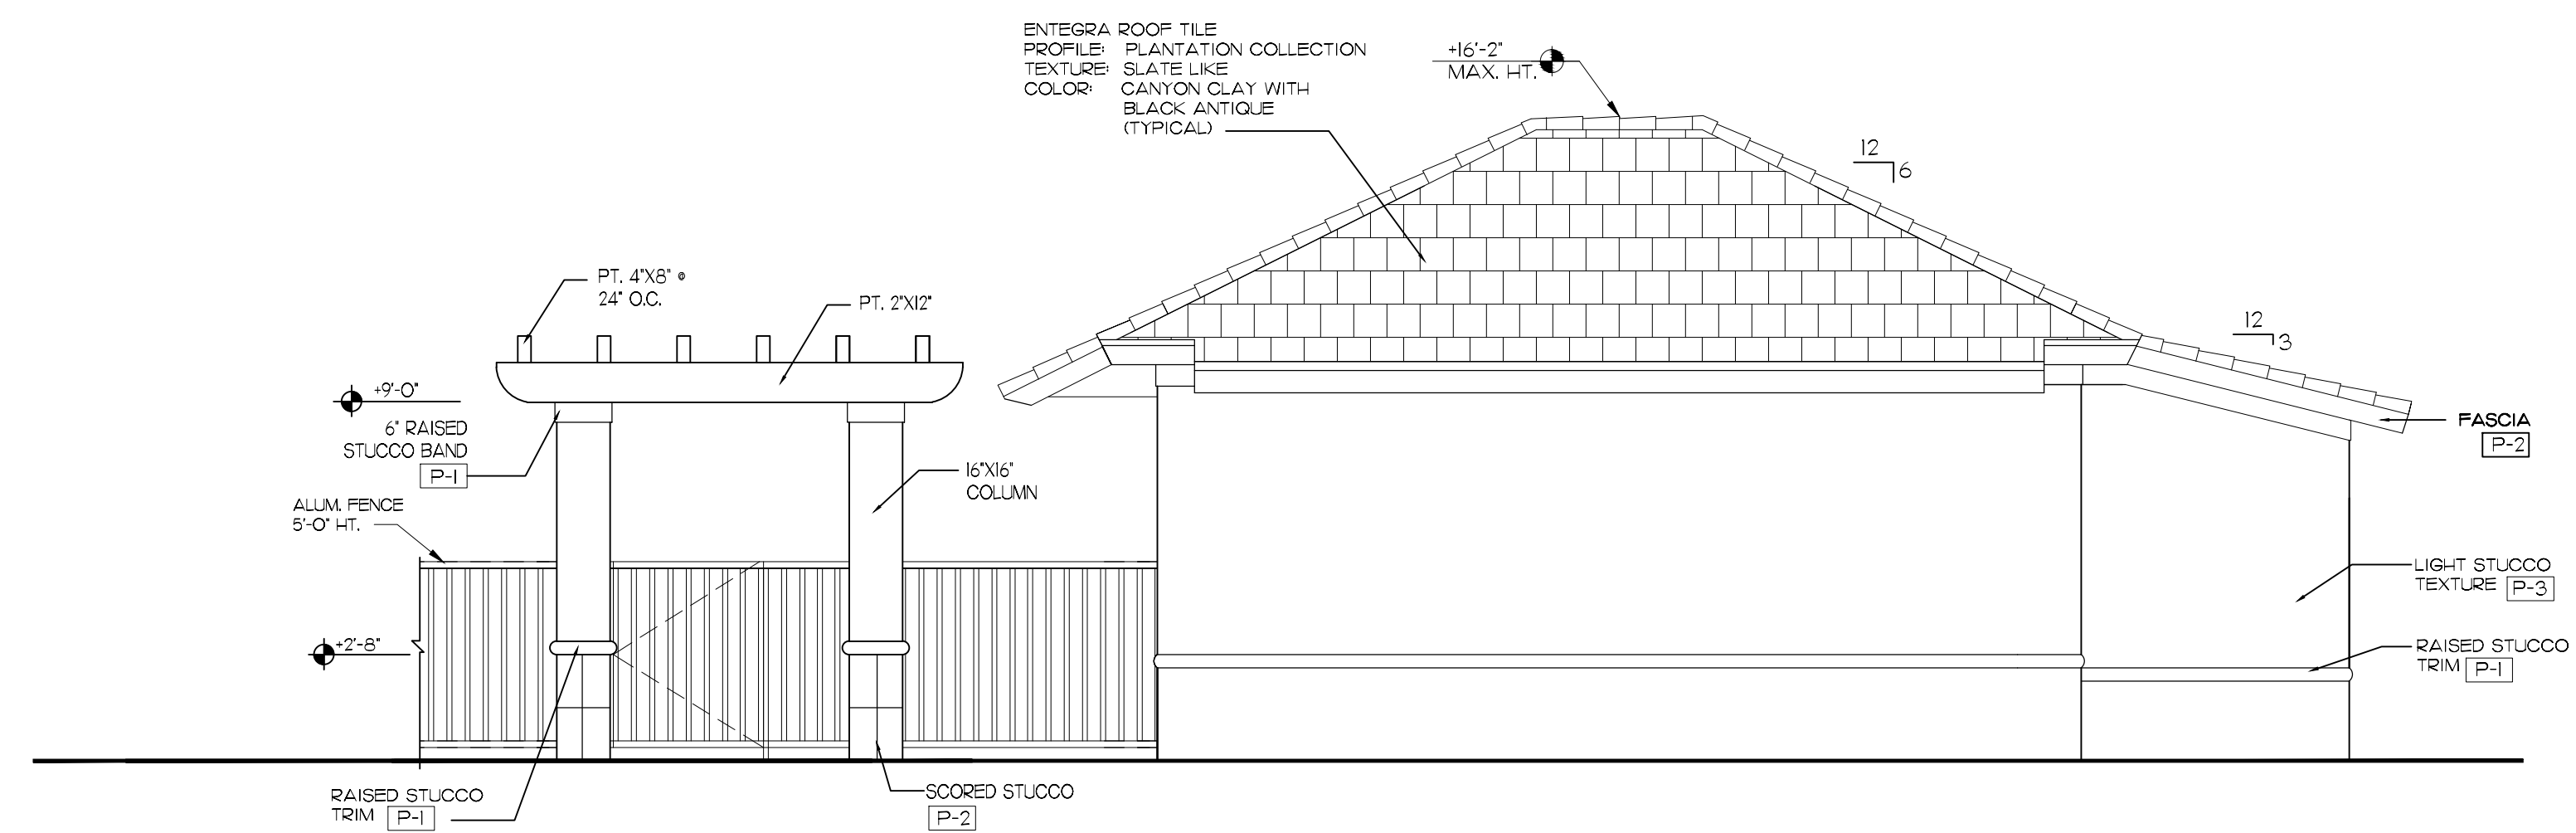 ENTEGRA ROOF TILE
PROFILE: PLANTATION COLLECTION
TEXTURE: SLATE LIKE
COLOR: CANYON CLAY WITH
BLACK ANTIQUE
(TYPICAL)
+16'-2"
MAX. HT.
12
6
12
3
PT. 4"X8" @
24" O.C.
PT. 2"X12"
+9'-0"
6" RAISED
STUCCO BAND
P-1
16"X16"
COLUMN
ALUM. FENCE
5'-0" HT.
+2'-8"
FASCIA
P-2
LIGHT STUCCO
TEXTURE P-3
RAISED STUCCO
TRIM P-1
RAISED STUCCO
TRIM P-1
SCORED STUCCO
P-2